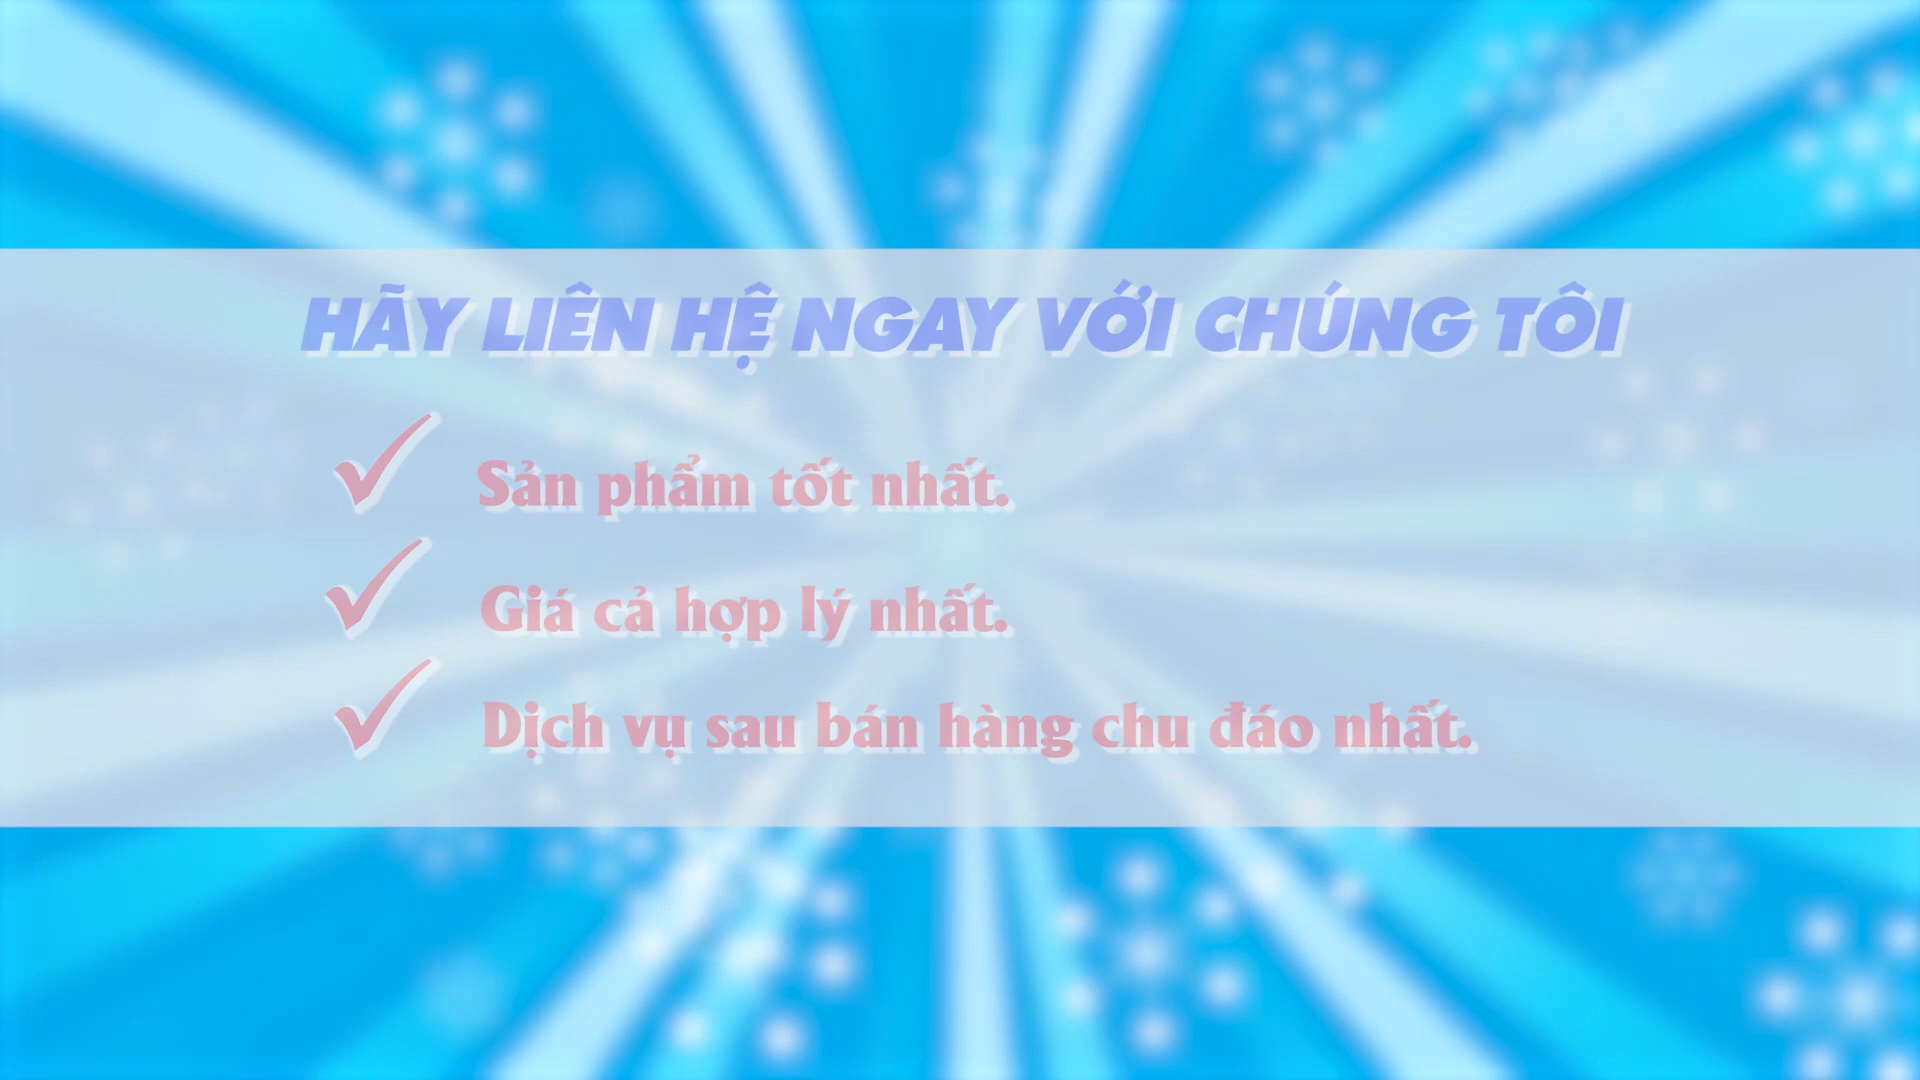 HÃY LIÊN HỆ NGAY VỚI CHÚNG TÔI
Sản phẩm tốt nhất.
Giá cả hợp lý nhất.
Dịch vụ sau bán hàng chu đáo nhất.